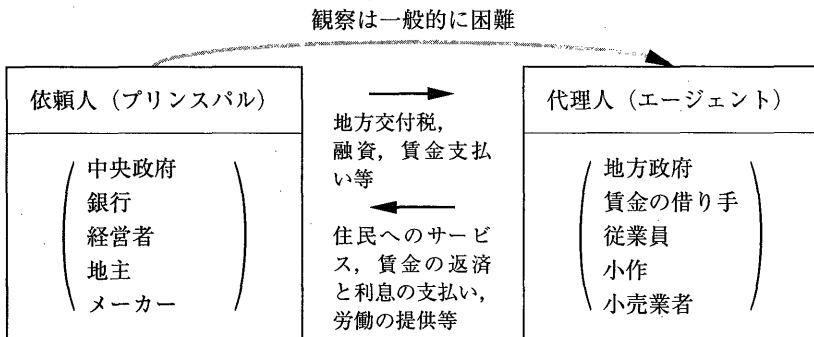 観察は一般的に困難
依頼人（プリンスパル）
中央政府
銀行
経営者
地主
メーカー
地方交付税，
融資，賃金支払
い等
住民へのサービ
ス，賃金の返済
と利息の支払い，
労働の提供等
代理人（エージェント）
地方政府
賃金の借り手
従業員
小作
小売業者